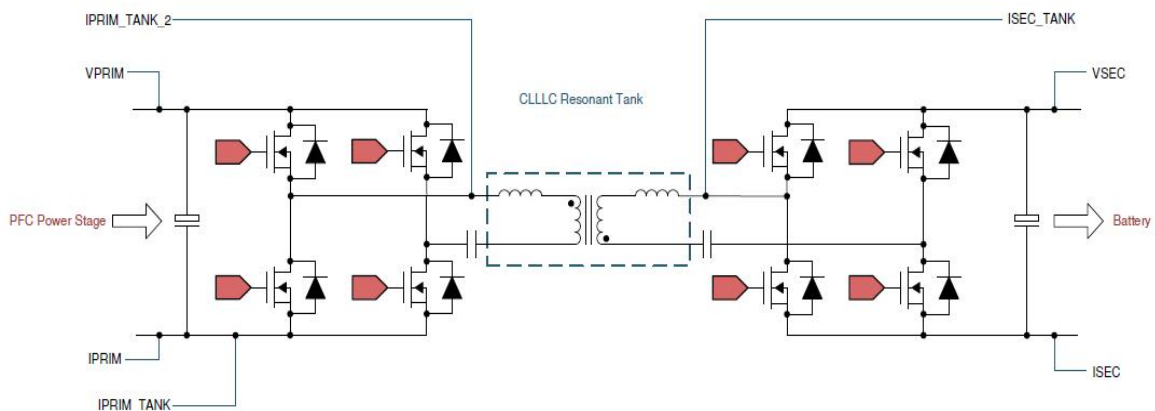 IPRIM_TANK_2
ISEC_TANK
VPRIM
VSEC
CLLLC Resonant Tank
PFC Power Stage
Battery
IPRIM
ISEC
IPRIM_TANK